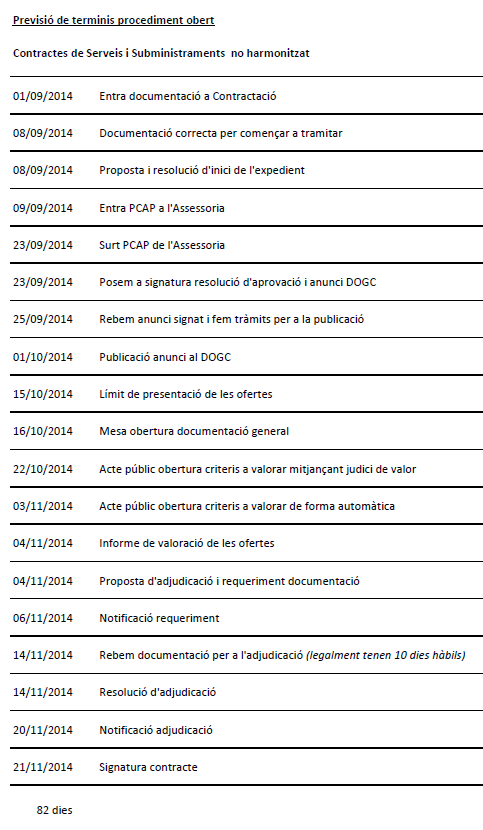 Previsió de terminis procediment obert
Contractes de Serveis i Subministraments no harmonitzat
01/09/2014 Entra documentació a Contractació
08/09/2014 Documentació correcta per començar a tramitar
08/09/2014 Proposta i resolució d'inici de l'expedient
09/09/2014 Entra PCAP a l'Assessoria
23/09/2014 Surt PCAP de l'Assessoria
23/09/2014 Posem a signatura resolució d'aprovació i anunci DOGC
25/09/2014 Rebem anunci signat i fem tràmits per a la publicació
01/10/2014 Publicació anunci al DOGC
15/10/2014 Límit de presentació de les ofertes
16/10/2014 Mesa obertura documentació general
22/10/2014 Acte públic obertura criteris a valorar mitjançant judici de valor
03/11/2014 Acte públic obertura criteris a valorar de forma automàtica
04/11/2014 Informe de valoració de les ofertes
04/11/2014 Proposta d'adjudicació i requeriment documentació
06/11/2014 Notificació requeriment
14/11/2014 Rebem documentació per a l'adjudicació (legalment tenen 10 dies hàbils)
14/11/2014 Resolució d'adjudicació
20/11/2014 Notificació adjudicació
21/11/2014 Signatura contracte
82 dies